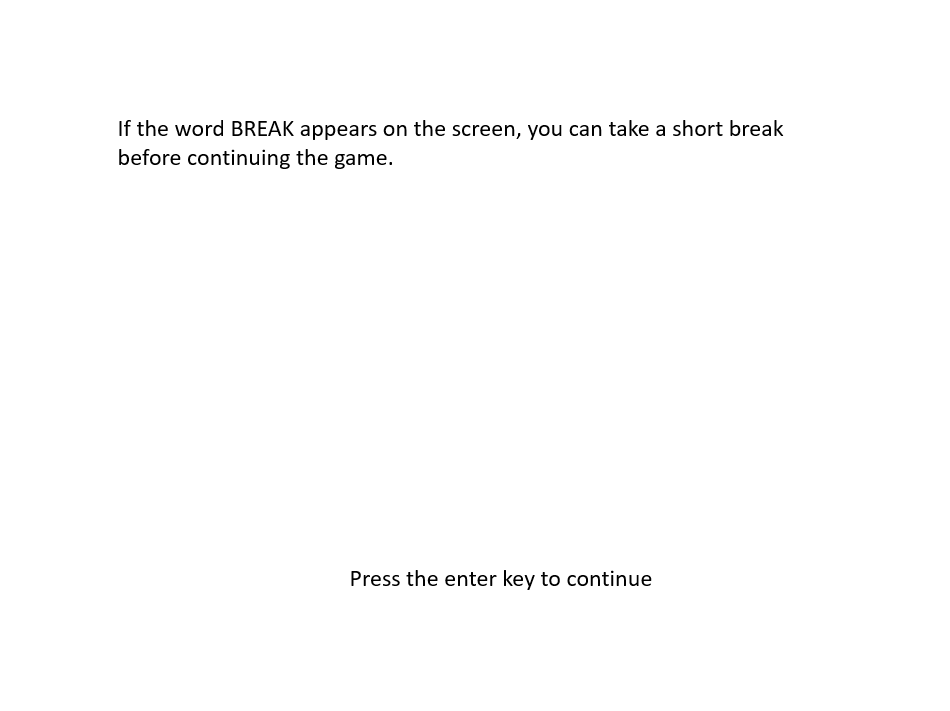 If the word BREAK appears on the screen, you can take a short break
before continuing the game.
Press the enter key to continue